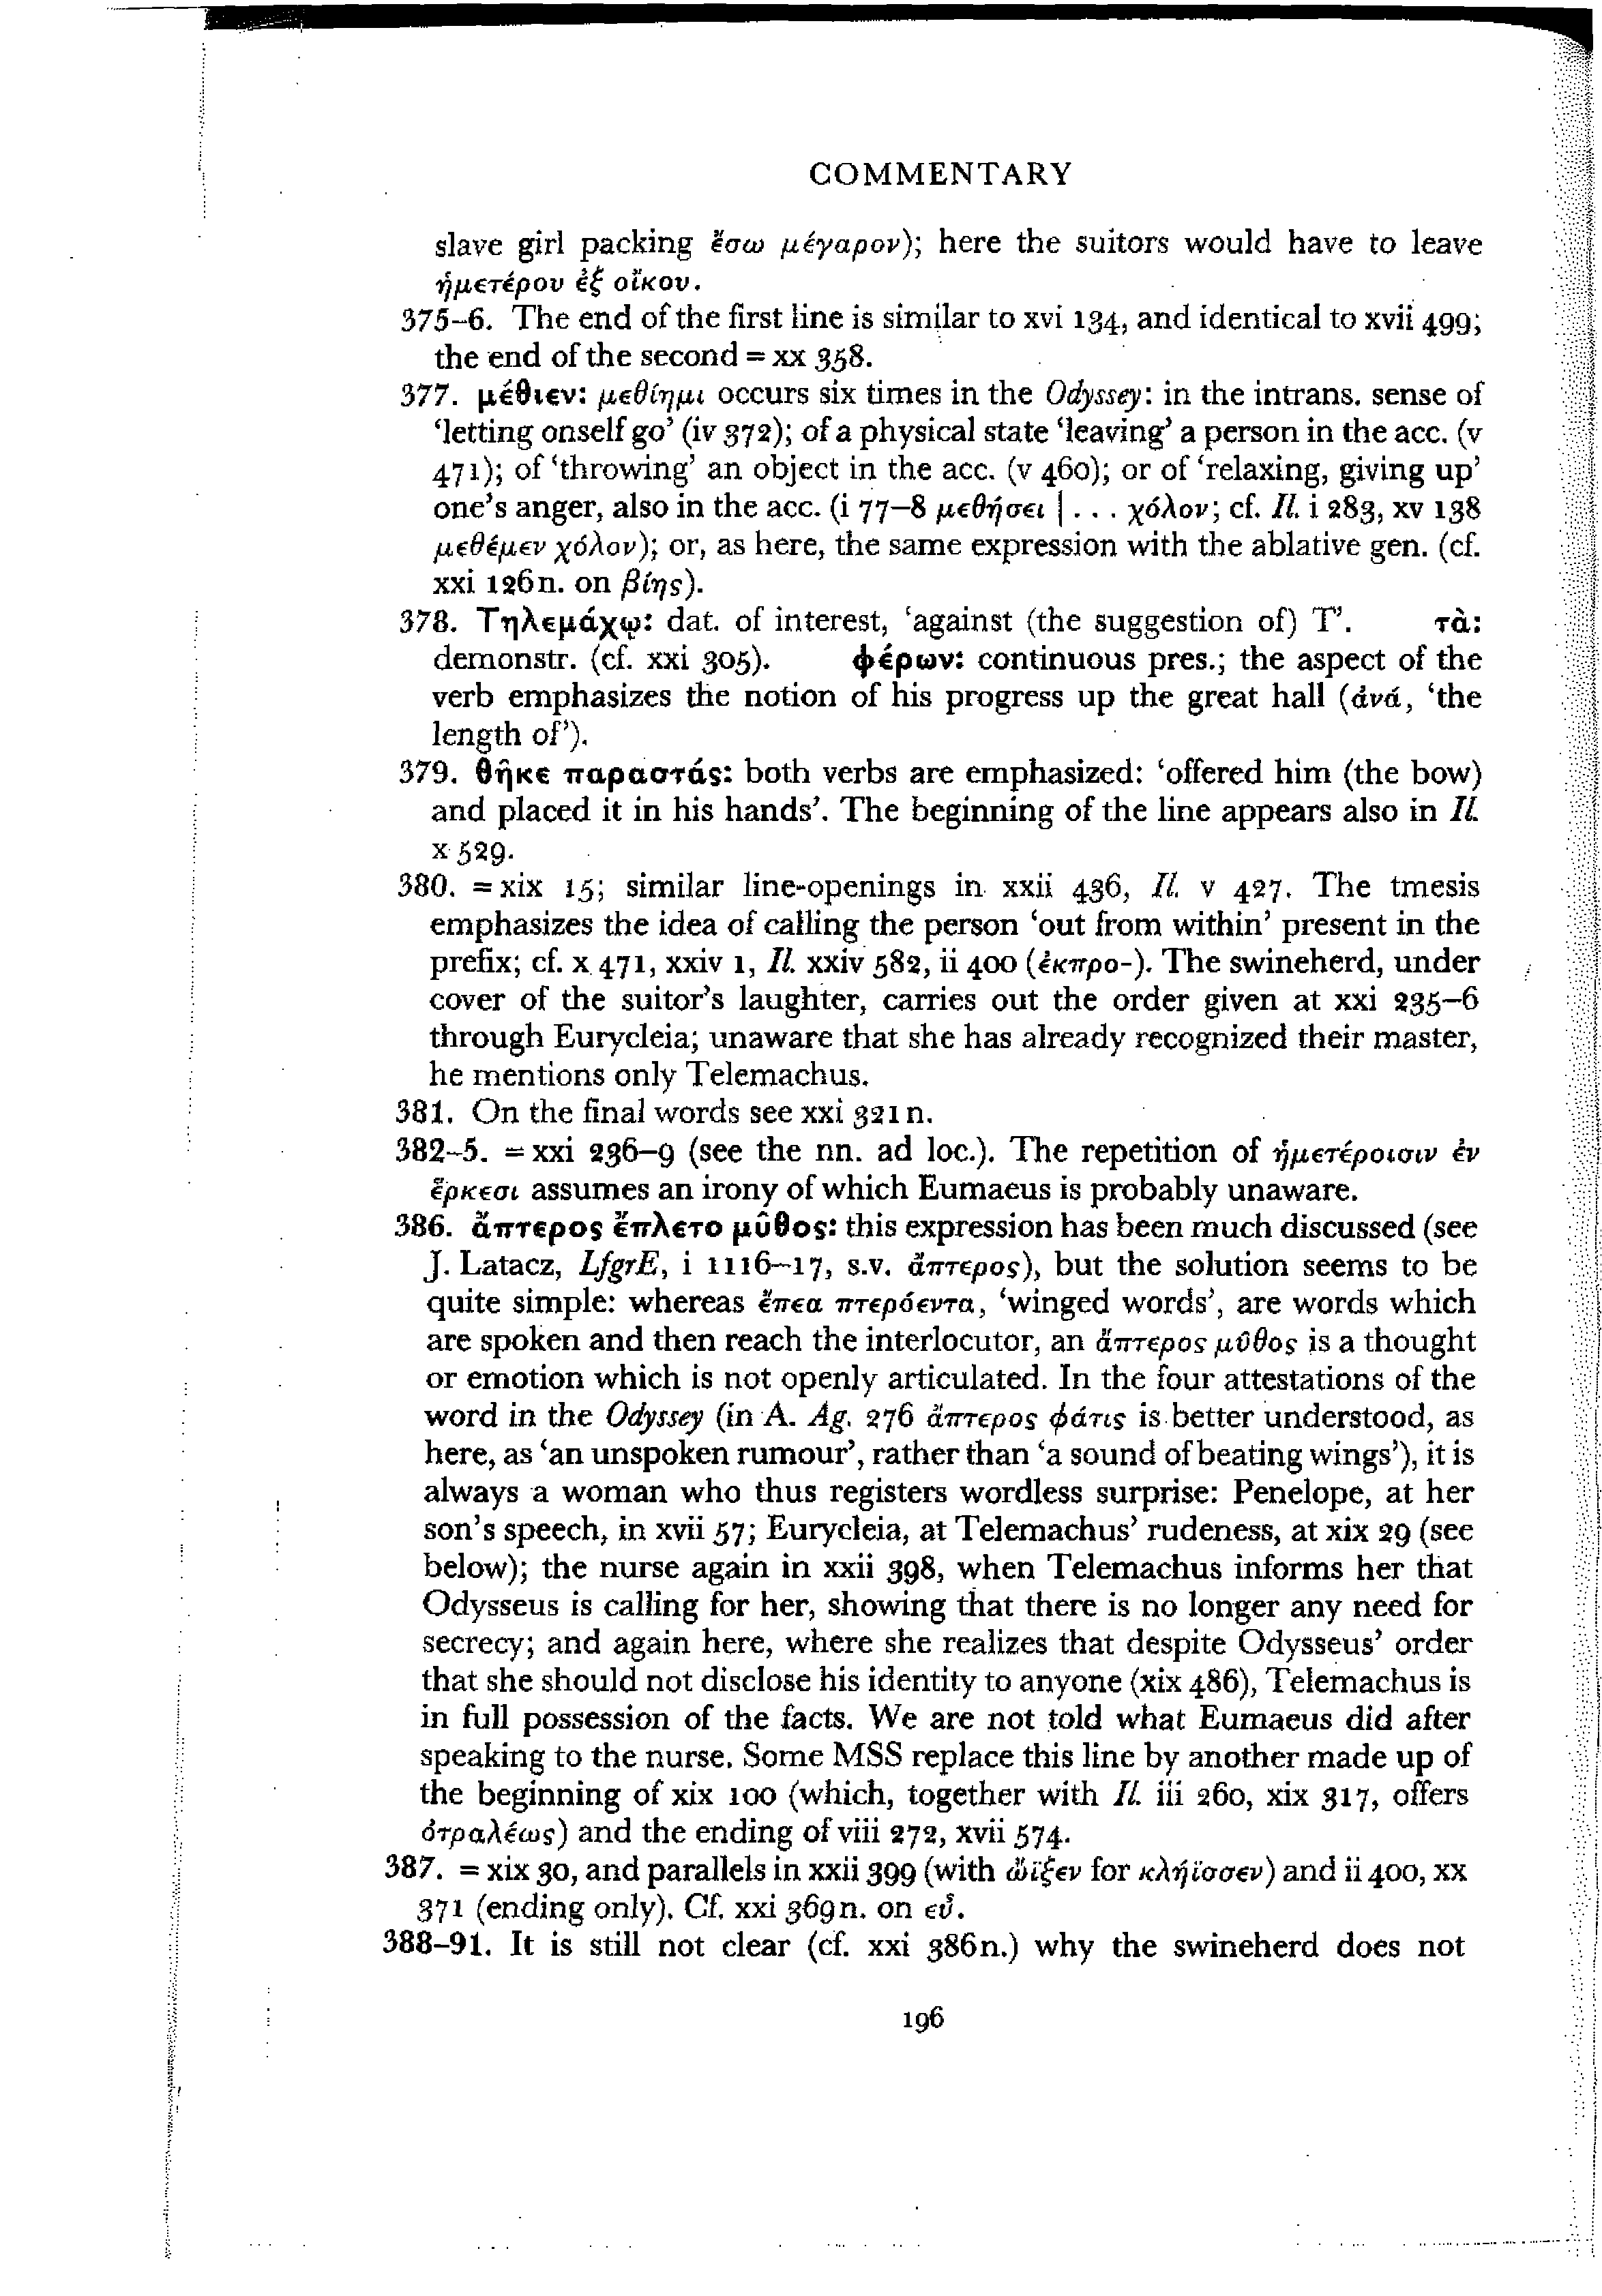 COMMENTARY
slave girl packing ἔσω μέγαρον); here the suitors would have to leave
ἡμετέρου ἐξ οἴκου.
375–6. The end of the first line is similar to xvi 134, and identical to xvii 499;
the end of the second = xx 358.
377. μέθιεν: μεθίημι occurs six times in the Odyssey: in the intrans. sense of
‘letting onself go’ (iv 372); of a physical state ‘leaving’ a person in the acc. (v
471); of ‘throwing’ an object in the acc. (v 460); or of ‘relaxing, giving up’
one’s anger, also in the acc. (i 77–8 μεθήσει | . . . χόλον; cf. Il. i 283, xv 138
μεθέμεν χόλον); or, as here, the same expression with the ablative gen. (cf.
xxi 126n. on βίης).
378. Τηλεμάχῳ: dat. of interest, ‘against (the suggestion of) T’. τὰ:
demonstr. (cf. xxi 305). φέρων: continuous pres.; the aspect of the
verb emphasizes the notion of his progress up the great hall (ἀνά, ‘the
length of’).
379. θῆκε παραστάς: both verbs are emphasized: ‘offered him (the bow)
and placed it in his hands’. The beginning of the line appears also in Il.
x 529.
380. = xix 15; similar line-openings in xxii 436, Il. v 427. The tmesis
emphasizes the idea of calling the person ‘out from within’ present in the
prefix; cf. x 471, xxiv 1, Il. xxiv 582, ii 400 (ἐκπρο-). The swineherd, under
cover of the suitor’s laughter, carries out the order given at xxi 235–6
through Eurycleia; unaware that she has already recognized their master,
he mentions only Telemachus.
381. On the final words see xxi 321n.
382–5. = xxi 236–9 (see the nn. ad loc.). The repetition of ἡμετέροισιν ἐν
ἕρκεσι assumes an irony of which Eumaeus is probably unaware.
386. ἄπτερος ἔπλετο μῦθος: this expression has been much discussed (see
J. Latacz, LfgrE, i 1116–17, s.v. ἄπτερος), but the solution seems to be
quite simple: whereas ἔπεα πτερόεντα, ‘winged words’, are words which
are spoken and then reach the interlocutor, an ἄπτερος μῦθος is a thought
or emotion which is not openly articulated. In the four attestations of the
word in the Odyssey (in A. Ag. 276 ἄπτερος φάτις is better understood, as
here, as ‘an unspoken rumour’, rather than ‘a sound of beating wings’), it is
always a woman who thus registers wordless surprise: Penelope, at her
son’s speech, in xvii 57; Eurycleia, at Telemachus’ rudeness, at xix 29 (see
below); the nurse again in xxii 398, when Telemachus informs her that
Odysseus is calling for her, showing that there is no longer any need for
secrecy; and again here, where she realizes that despite Odysseus’ order
that she should not disclose his identity to anyone (xix 486), Telemachus is
in full possession of the facts. We are not told what Eumaeus did after
speaking to the nurse. Some MSS replace this line by another made up of
the beginning of xix 100 (which, together with Il. iii 260, xix 317, offers
ὀτραλέως) and the ending of viii 272, xvii 574.
387. = xix 30, and parallels in xxii 399 (with ὤϊξεν for κλήϊσσεν) and ii 400, xx
371 (ending only). Cf. xxi 369n. on εὖ.
388–91. It is still not clear (cf. xxi 386n.) why the swineherd does not
196